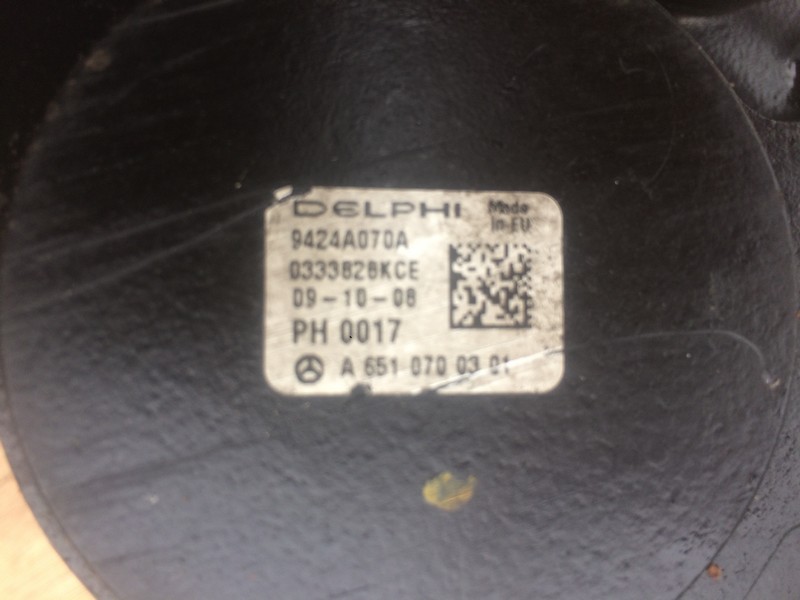 DELPHI
Made in EU
9424A070A
0333828KCE
09-10-08
PH 0017
A 651 070 03 01